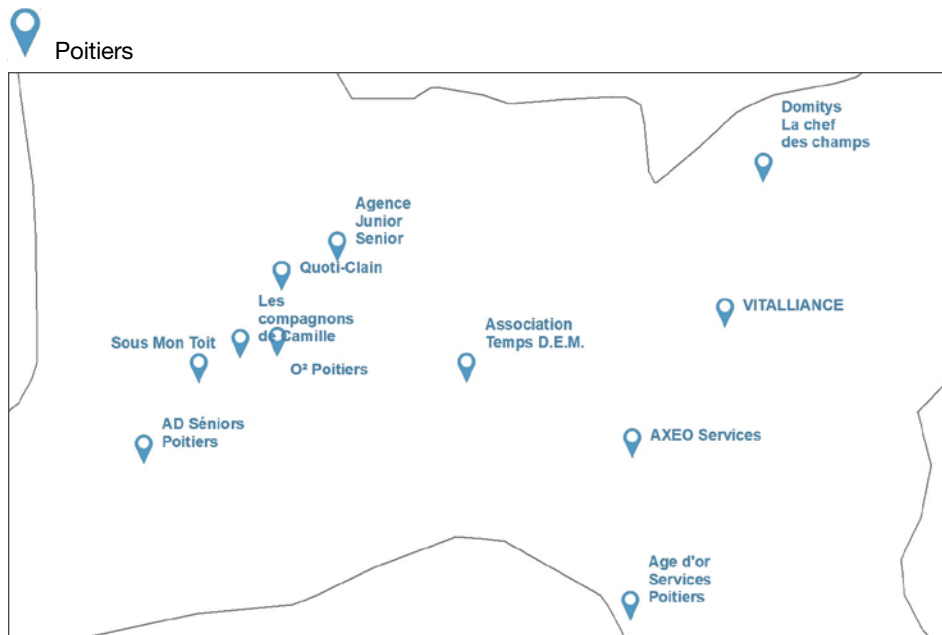 Poitiers
Domitys
La chef
des champs
Agence
Junior
Senior
Quoti-Clain
VITALLIANCE
Les
compagnons
de Camille
Association
Temps D.E.M.
Sous Mon Toit
O² Poitiers
AD Séniors
Poitiers
AXEO Services
Age d'or
Services
Poitiers